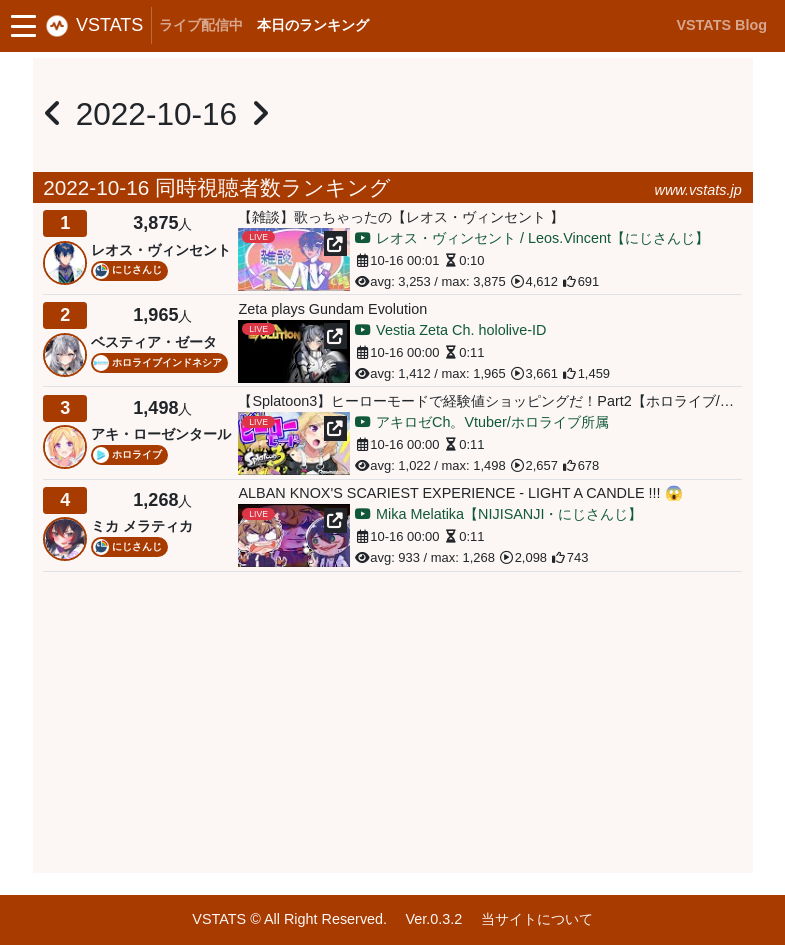 VSTATS ライブ配信中 本日のランキング VSTATS Blog
2022-10-16
2022-10-16 同時視聴者数ランキング www.vstats.jp
1 3,875人
レオス・ヴィンセント
にじさんじ
【雑談】歌っちゃったの【レオス・ヴィンセント 】
LIVE
雑談
レオス・ヴィンセント / Leos.Vincent【にじさんじ】
10-16 00:01 0:10
avg: 3,253 / max: 3,875 4,612 691
2 1,965人
ベスティア・ゼータ
ホロライブインドネシア
Zeta plays Gundam Evolution
LIVE
EVOLUTION
Vestia Zeta Ch. hololive-ID
10-16 00:00 0:11
avg: 1,412 / max: 1,965 3,661 1,459
3 1,498人
アキ・ローゼンタール
ホロライブ
【Splatoon3】ヒーローモードで経験値ショッピングだ！Part2【ホロライブ/…
LIVE
ヒーロー
モード
Splatoon3
アキロゼCh。Vtuber/ホロライブ所属
10-16 00:00 0:11
avg: 1,022 / max: 1,498 2,657 678
4 1,268人
ミカ メラティカ
にじさんじ
ALBAN KNOX'S SCARIEST EXPERIENCE - LIGHT A CANDLE !!! 😱
LIVE
Mika Melatika【NIJISANJI・にじさんじ】
10-16 00:00 0:11
avg: 933 / max: 1,268 2,098 743
VSTATS © All Right Reserved. Ver.0.3.2 当サイトについて